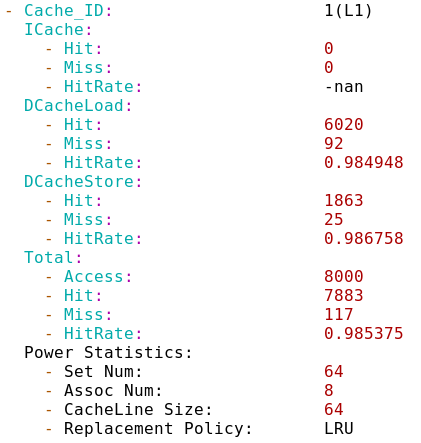 - Cache_ID: 1(L1)
ICache:
- Hit: 0
- Miss: 0
- HitRate: -nan
DCacheLoad:
- Hit: 6020
- Miss: 92
- HitRate: 0.984948
DCacheStore:
- Hit: 1863
- Miss: 25
- HitRate: 0.986758
Total:
- Access: 8000
- Hit: 7883
- Miss: 117
- HitRate: 0.985375
Power Statistics:
- Set Num: 64
- Assoc Num: 8
- CacheLine Size: 64
- Replacement Policy: LRU